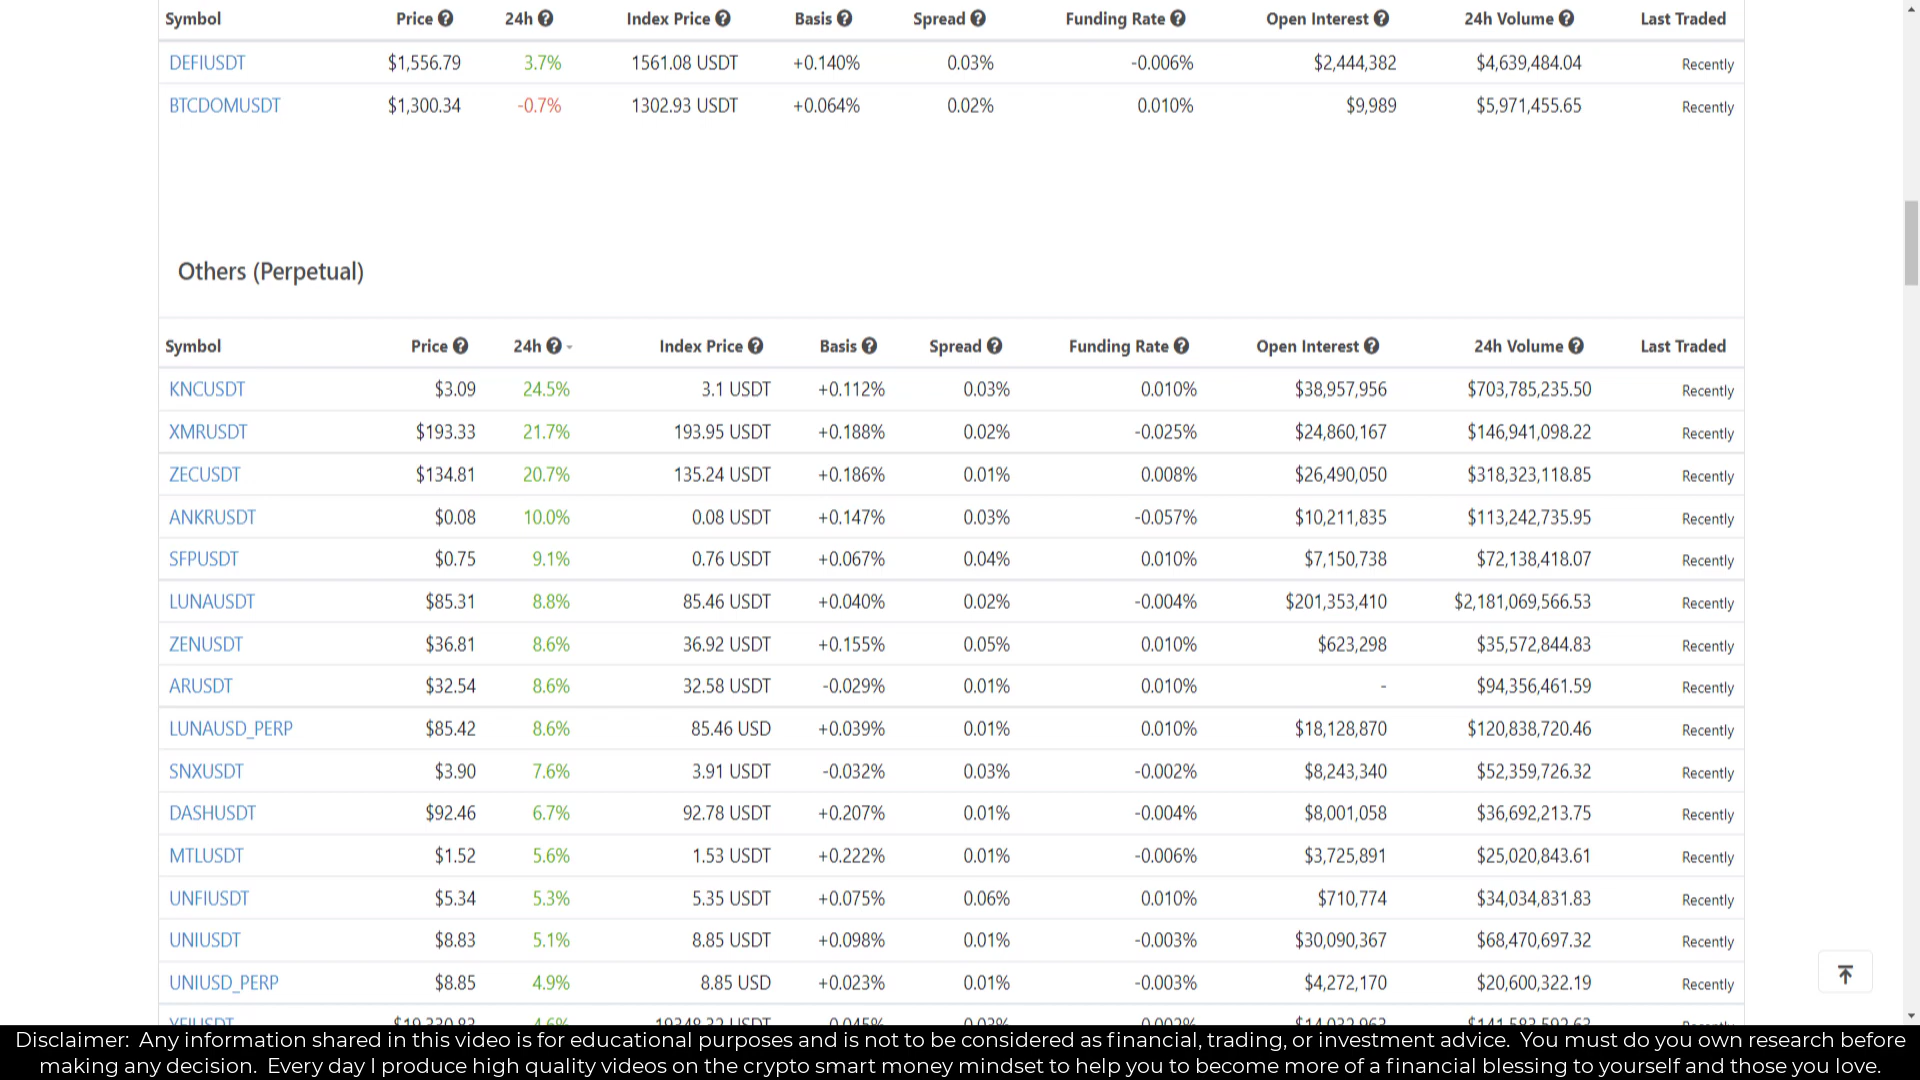 Symbol Price 24h Index Price Basis Spread Funding Rate Open Interest 24h Volume Last Traded
DEFIUSDT $1,556.79 3.7% 1561.08 USDT +0.140% 0.03% -0.006% $2,444,382 $4,639,484.04 Recently
BTCDOMUSDT $1,300.34 -0.7% 1302.93 USDT +0.064% 0.02% 0.010% $9,989 $5,971,455.65 Recently
Others (Perpetual)
Symbol Price 24h Index Price Basis Spread Funding Rate Open Interest 24h Volume Last Traded
KNCUSDT $3.09 24.5% 3.1 USDT +0.112% 0.03% 0.010% $38,957,956 $703,785,235.50 Recently
XMRUSDT $193.33 21.7% 193.95 USDT +0.188% 0.02% -0.025% $24,860,167 $146,941,098.22 Recently
ZECUSDT $134.81 20.7% 135.24 USDT +0.186% 0.01% 0.008% $26,490,050 $318,323,118.85 Recently
ANKRUSDT $0.08 10.0% 0.08 USDT +0.147% 0.03% -0.057% $10,211,835 $113,242,735.95 Recently
SFPUSDT $0.75 9.1% 0.76 USDT +0.067% 0.04% 0.010% $7,150,738 $72,138,418.07 Recently
LUNAUSDT $85.31 8.8% 85.46 USDT +0.040% 0.02% -0.004% $201,353,410 $2,181,069,566.53 Recently
ZENUSDT $36.81 8.6% 36.92 USDT +0.155% 0.05% 0.010% $623,298 $35,572,844.83 Recently
ARUSDT $32.54 8.6% 32.58 USDT -0.029% 0.01% 0.010% - $94,356,461.59 Recently
LUNAUSD_PERP $85.42 8.6% 85.46 USD +0.039% 0.01% 0.010% $18,128,870 $120,838,720.46 Recently
SNXUSDT $3.90 7.6% 3.91 USDT -0.032% 0.03% -0.002% $8,243,340 $52,359,726.32 Recently
DASHUSDT $92.46 6.7% 92.78 USDT +0.207% 0.01% -0.004% $8,001,058 $36,692,213.75 Recently
MTLUSDT $1.52 5.6% 1.53 USDT +0.222% 0.01% -0.006% $3,725,891 $25,020,843.61 Recently
UNFIUSDT $5.34 5.3% 5.35 USDT +0.075% 0.06% 0.010% $710,774 $34,034,831.83 Recently
UNIUSDT $8.83 5.1% 8.85 USDT +0.098% 0.01% -0.003% $30,090,367 $68,470,697.32 Recently
UNIUSD_PERP $8.85 4.9% 8.85 USD +0.023% 0.01% -0.003% $4,272,170 $20,600,322.19 Recently
Disclaimer: Any information shared in this video is for educational purposes and is not to be considered as financial, trading, or investment advice. You must do you own research before
making any decision. Every day I produce high quality videos on the crypto smart money mindset to help you to become more of a financial blessing to yourself and those you love.